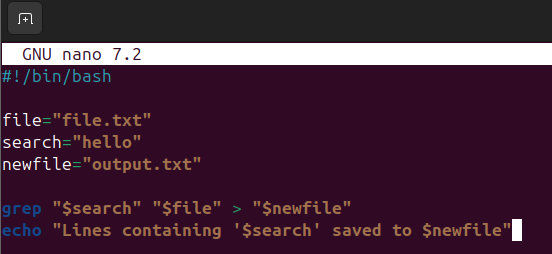 GNU nano 7.2
#!/bin/bash
file="file.txt"
search="hello"
newfile="output.txt"
grep "$search" "$file" > "$newfile"
echo "Lines containing '$search' saved to $newfile"